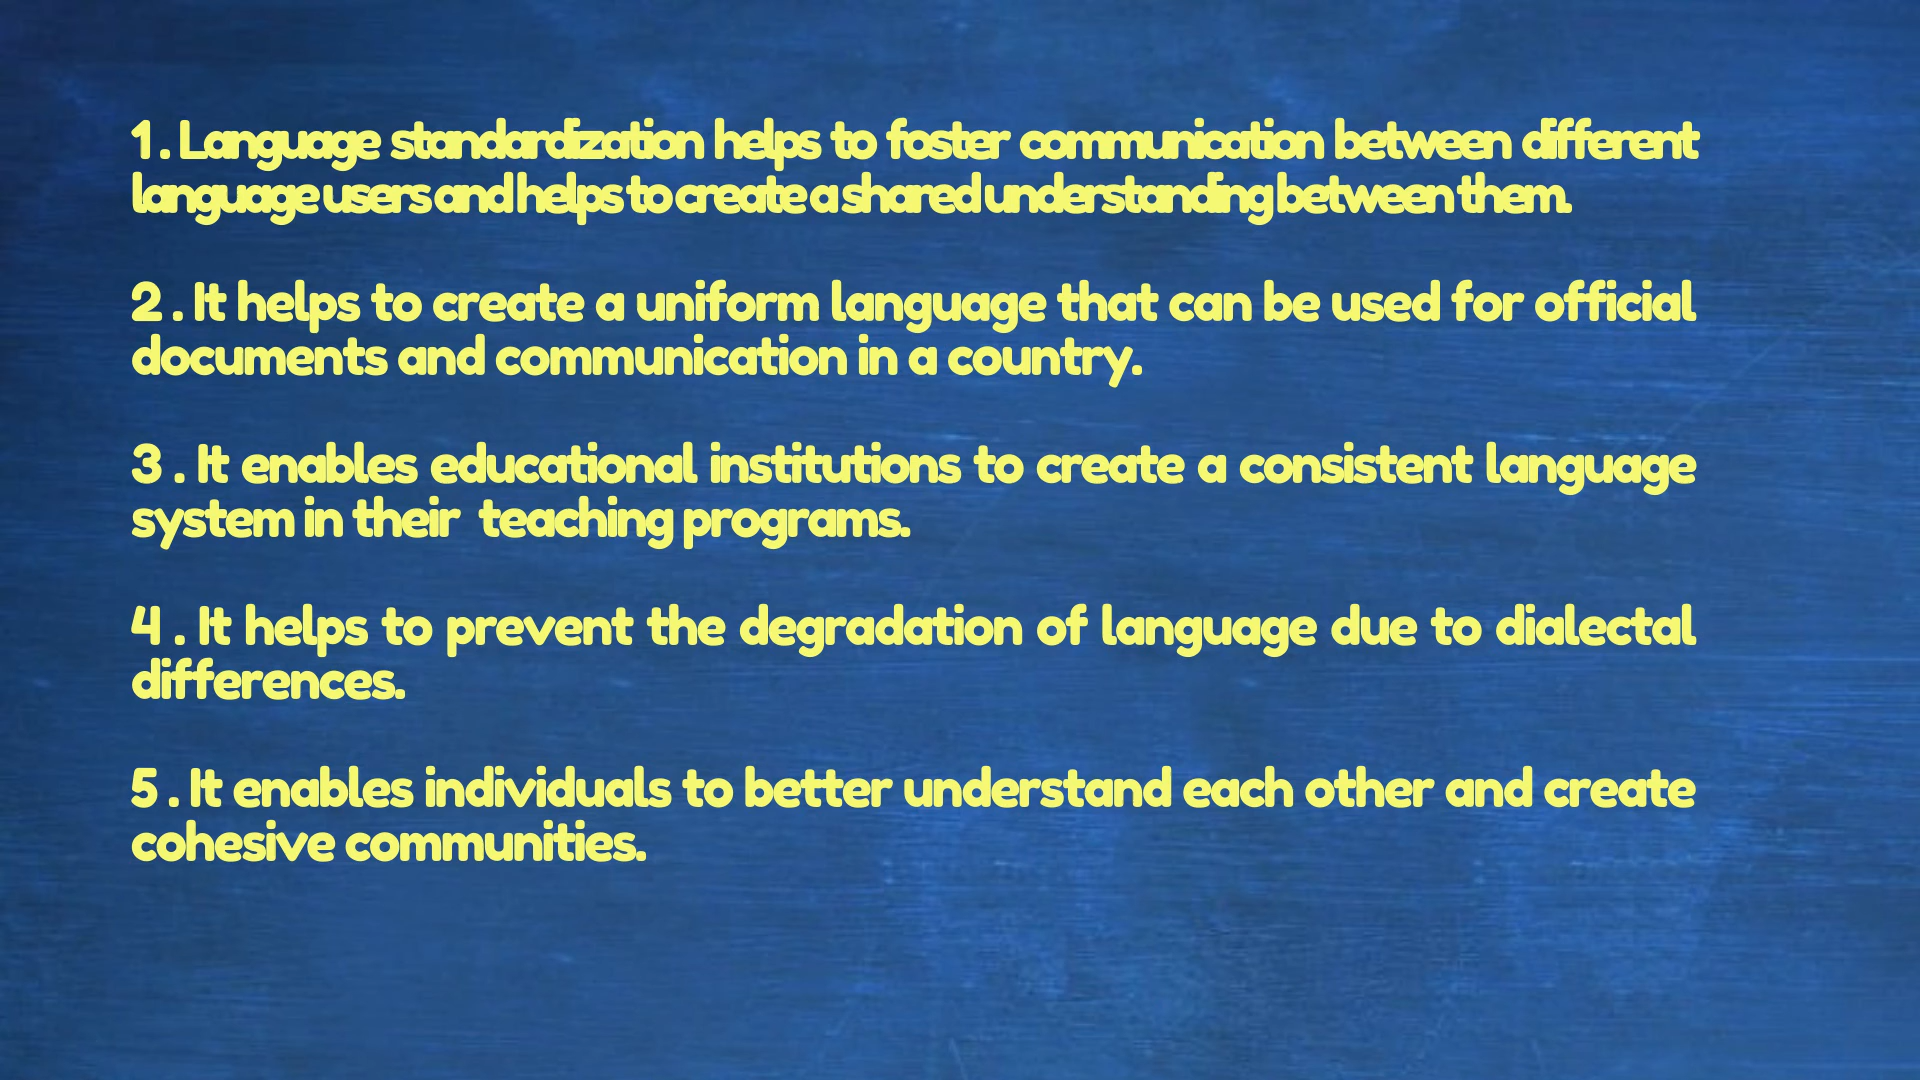 1. Language standardization helps to foster communication between different
language users and helps to create a shared understanding between them.
2 . It helps to create a uniform language that can be used for official
documents and communication in a country.
3 . It enables educational institutions to create a consistent language
system in their teaching programs.
4 . It helps to prevent the degradation of language due to dialectal
differences.
5 . It enables individuals to better understand each other and create
cohesive communities.